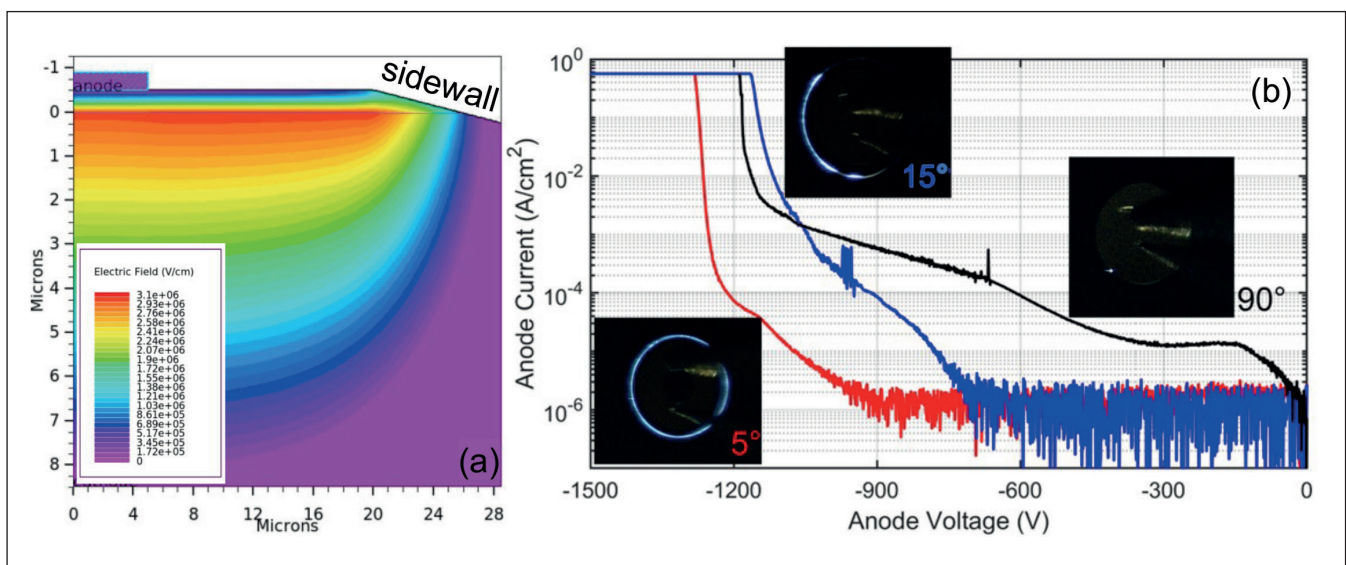 -1
0
1
2
3
4
5
6
7
8
Microns
anode
sidewall
Electric Field (V/cm)
3.1e+06
2.93e+06
2.76e+06
2.58e+06
2.41e+06
2.24e+06
2.07e+06
1.9e+06
1.72e+06
1.55e+06
1.38e+06
1.21e+06
1.03e+06
8.61e+05
6.89e+05
5.17e+05
3.45e+05
1.72e+05
0
(a)
0 4 8 12 16 20 24 28
Microns
(b)
10⁰
10⁻²
10⁻⁴
10⁻⁶
Anode Current (A/cm²)
15°
90°
5°
-1500 -1200 -900 -600 -300 0
Anode Voltage (V)